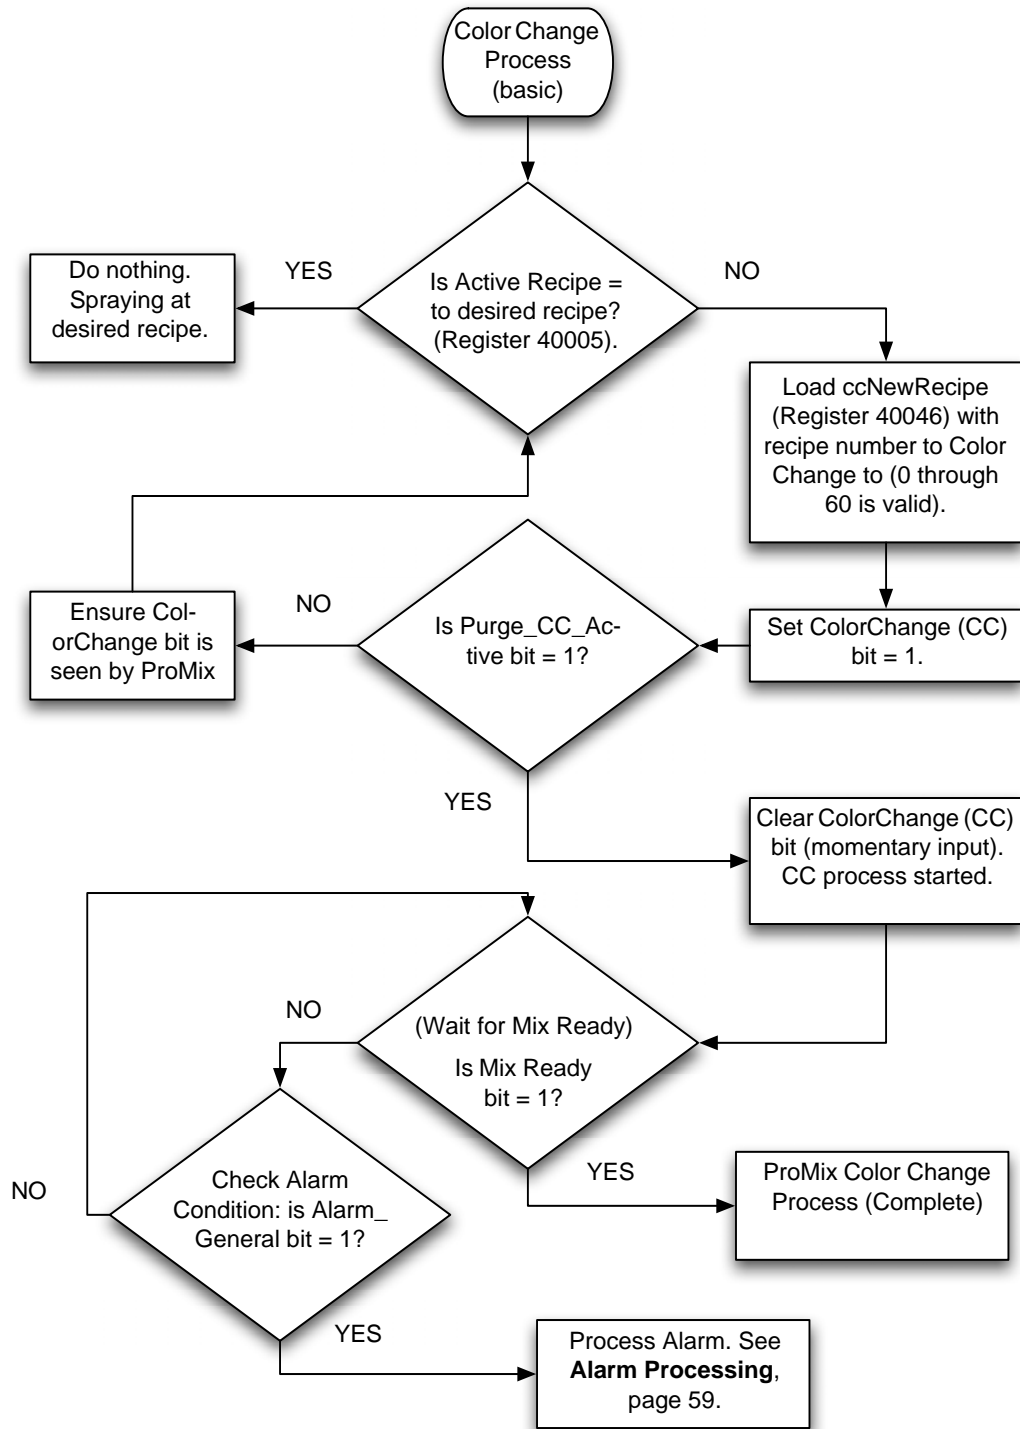 Color Change
Process
(basic)
YES
NO
Do nothing.
Spraying at
desired recipe.
Is Active Recipe =
to desired recipe?
(Register 40005).
Load ccNewRecipe
(Register 40046) with
recipe number to Color
Change to (0 through
60 is valid).
Set ColorChange (CC)
bit = 1.
Is Purge_CC_Ac-
tive bit = 1?
NO
Ensure Col-
orChange bit is
seen by ProMix
YES
Clear ColorChange (CC)
bit (momentary input).
CC process started.
(Wait for Mix Ready)
Is Mix Ready
bit = 1?
NO
YES
ProMix Color Change
Process (Complete)
Check Alarm
Condition: is Alarm_
General bit = 1?
NO
YES
Process Alarm. See
Alarm Processing,
page 59.